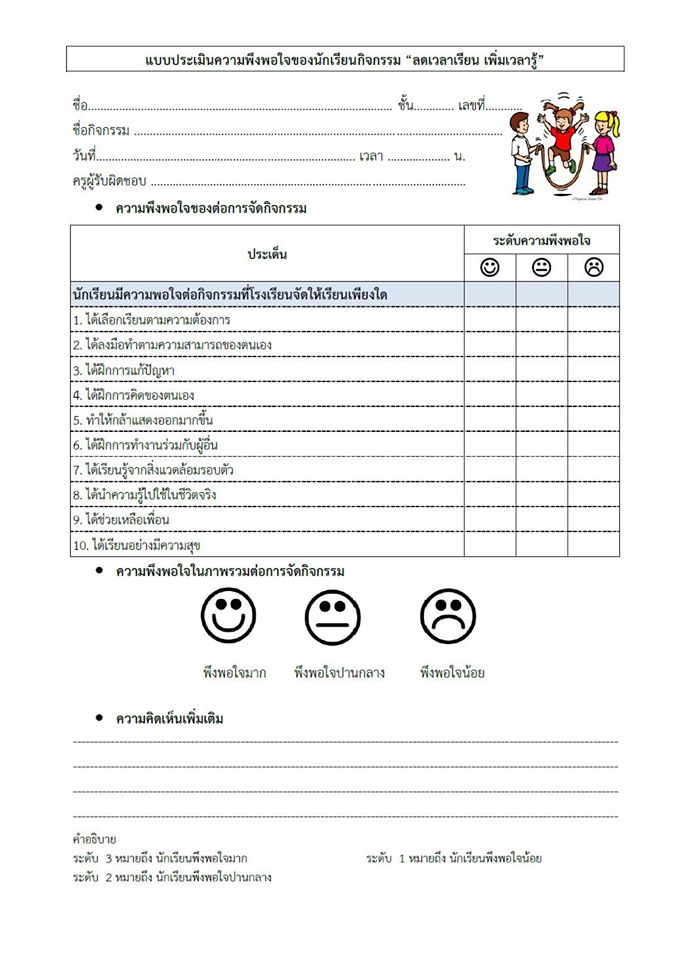 แบบประเมินความพึงพอใจของนักเรียนกิจกรรม “ลดเวลาเรียน เพิ่มเวลารู้”
ชื่อ........................................................................................ ชั้น............. เลขที่............
ชื่อกิจกรรม ..............................................................................................................
วันที่........................................................................... เวลา .................... น.
ครูผู้รับผิดชอบ ..........................................................................................
• ความพึงพอใจของต่อการจัดกิจกรรม
ประเด็น
ระดับความพึงพอใจ
นักเรียนมีความพอใจต่อกิจกรรมที่โรงเรียนจัดให้เรียนเพียงใด
1. ได้เลือกเรียนตามความต้องการ
2. ได้ลงมือทำตามความสามารถของตนเอง
3. ได้ฝึกการแก้ปัญหา
4. ได้ฝึกการคิดของตนเอง
5. ทำให้กล้าแสดงออกมากขึ้น
6. ได้ฝึกการทำงานร่วมกับผู้อื่น
7. ได้เรียนรู้จากสิ่งแวดล้อมรอบตัว
8. ได้นำความรู้ไปใช้ในชีวิตจริง
9. ได้ช่วยเหลือเพื่อน
10. ได้เรียนอย่างมีความสุข
• ความพึงพอใจในภาพรวมต่อการจัดกิจกรรม
พึงพอใจมาก พึงพอใจปานกลาง พึงพอใจน้อย
• ความคิดเห็นเพิ่มเติม
คำอธิบาย
ระดับ 3 หมายถึง นักเรียนพึงพอใจมาก ระดับ 1 หมายถึง นักเรียนพึงพอใจน้อย
ระดับ 2 หมายถึง นักเรียนพึงพอใจปานกลาง